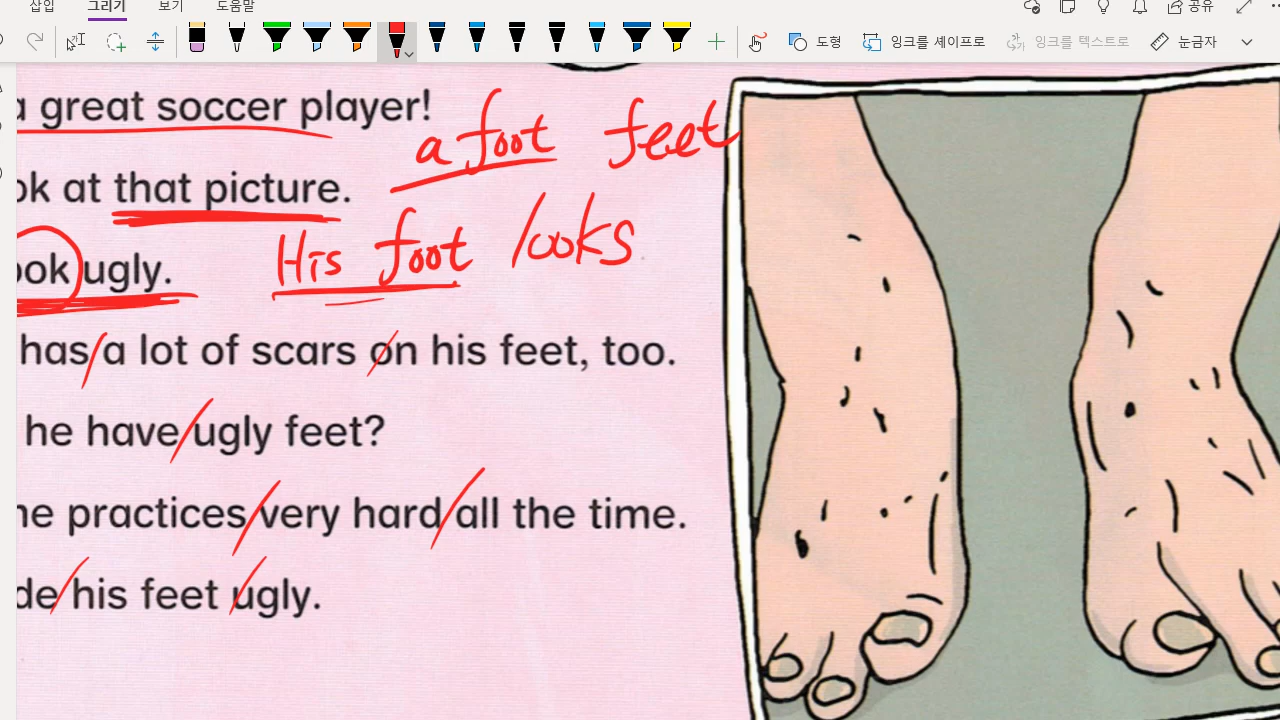 삽입 그리기 보기 도움말 공유
도형 잉크를 셰이프로 잉크를 텍스트로 눈금자
a great soccer player!
a foot feet
ok at that picture.
His foot looks
ook ugly.
has a lot of scars on his feet, too.
he have ugly feet?
he practices very hard all the time.
de his feet ugly.